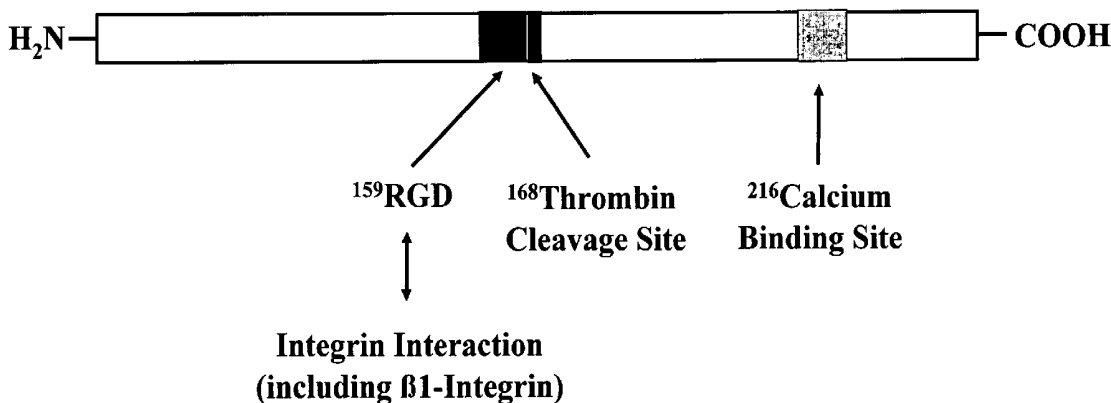 H₂N COOH
¹⁵⁹RGD
¹⁶⁸Thrombin
Cleavage Site
²¹⁶Calcium
Binding Site
Integrin Interaction
(including ß1-Integrin)